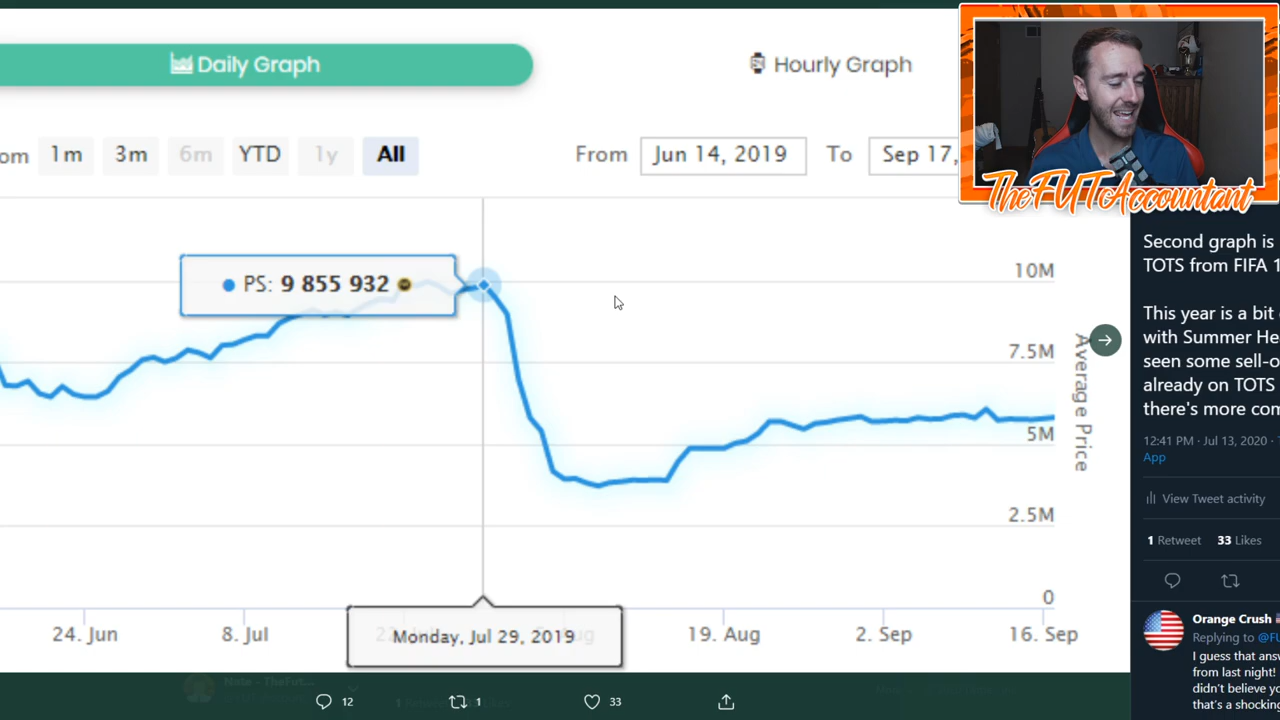 Daily Graph
Hourly Graph
om 1m 3m 6m YTD 1y All
From Jun 14, 2019 To Sep 17,
TheFUTAccountant
PS: 9 855 932
10M
7.5M
5M
2.5M
0
Average Price
24. Jun 8. Jul 19. Aug 2. Sep 16. Sep
Monday, Jul 29, 2019
12 1 33
Second graph is
TOTS from FIFA 1
This year is a bit
with Summer He
seen some sell-o
already on TOTS
there's more com
12:41 PM · Jul 13, 2020 ·
App
View Tweet activity
1 Retweet 33 Likes
Orange Crush
Replying to @FU
I guess that ans
from last night!
didn't believe yo
that's a shocking